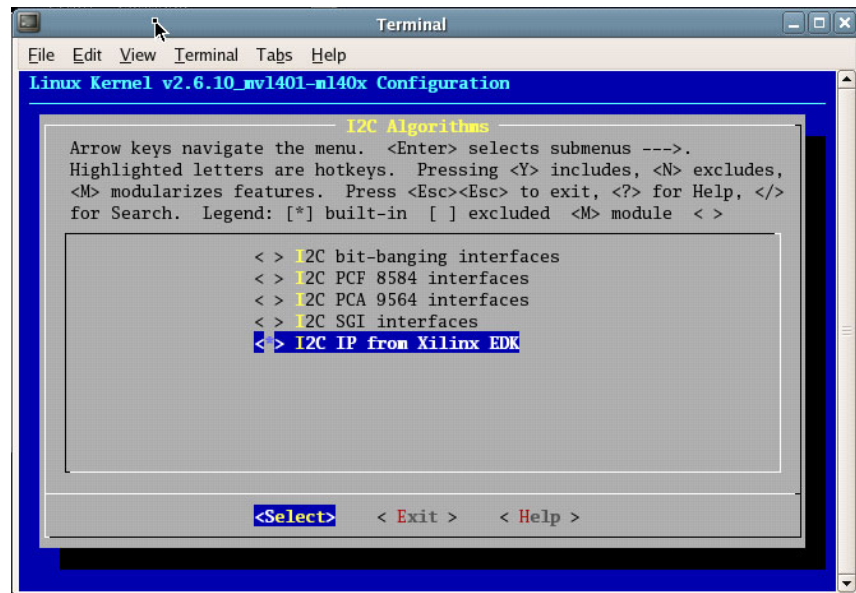 Terminal
File Edit View Terminal Tabs Help
Linux Kernel v2.6.10_mvl401-ml40x Configuration
I2C Algorithms
Arrow keys navigate the menu. <Enter> selects submenus --->.
Highlighted letters are hotkeys. Pressing <Y> includes, <N> excludes,
<M> modularizes features. Press <Esc><Esc> to exit, <?> for Help, </>
for Search. Legend: [*] built-in [ ] excluded <M> module < >
< > I2C bit-banging interfaces
< > I2C PCF 8584 interfaces
< > I2C PCA 9564 interfaces
< > I2C SGI interfaces
<*> I2C IP from Xilinx EDK
<Select> < Exit > < Help >